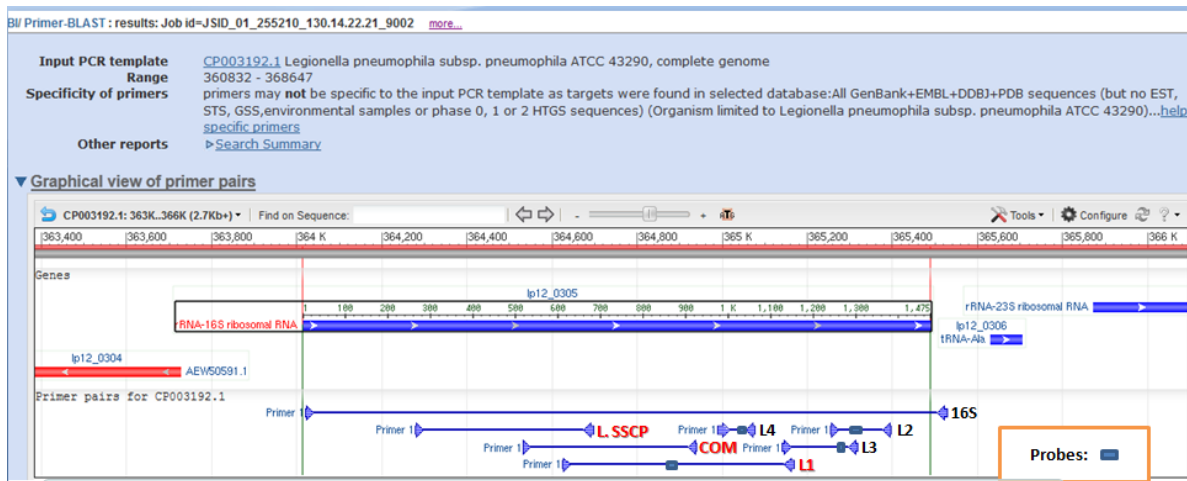 BI/ Primer-BLAST : results: Job id=JSID_01_255210_130.14.22.21_9002 more...
Input PCR template CP003192.1 Legionella pneumophila subsp. pneumophila ATCC 43290, complete genome
Range 360832 - 368647
Specificity of primers primers may not be specific to the input PCR template as targets were found in selected database:All GenBank+EMBL+DDBJ+PDB sequences (but no EST,
STS, GSS,environmental samples or phase 0, 1 or 2 HTGS sequences) (Organism limited to Legionella pneumophila subsp. pneumophila ATCC 43290)...help
specific primers
Other reports Search Summary
Graphical view of primer pairs
CP003192.1: 363K..366K (2.7Kb+) Find on Sequence: - + Tools Configure ?
363,400 363,600 363,800 364 K 364,200 364,400 364,600 364,800 365 K 365,200 365,400 365,600 365,800 366 K
Genes
lp12_0305
1 100 200 300 400 500 600 700 800 900 1 K 1,100 1,200 1,300 1,475
rRNA-23S ribosomal RNA
rRNA-16S ribosomal RNA
lp12_0306
tRNA-Ala
lp12_0304
AEW50591.1
Primer pairs for CP003192.1
Primer 1 16S
Primer 1 L. SSCP Primer 1 L4 Primer 1 L2
Primer 1 COM Primer 1 L3
Primer 1 L1
Probes: